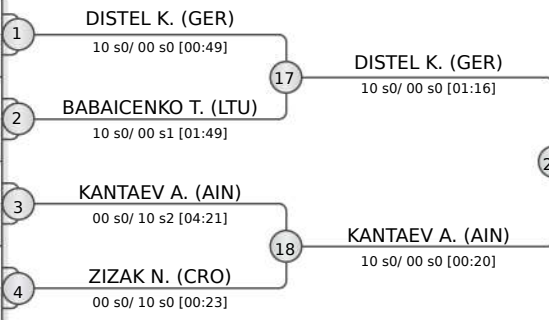 1
DISTEL K. (GER)
10 s0/ 00 s0 [00:49]
17
DISTEL K. (GER)
10 s0/ 00 s0 [01:16]
2
BABAICENKO T. (LTU)
10 s0/ 00 s1 [01:49]
3
KANTAEV A. (AIN)
00 s0/ 10 s2 [04:21]
18
KANTAEV A. (AIN)
10 s0/ 00 s0 [00:20]
4
ZIZAK N. (CRO)
00 s0/ 10 s0 [00:23]